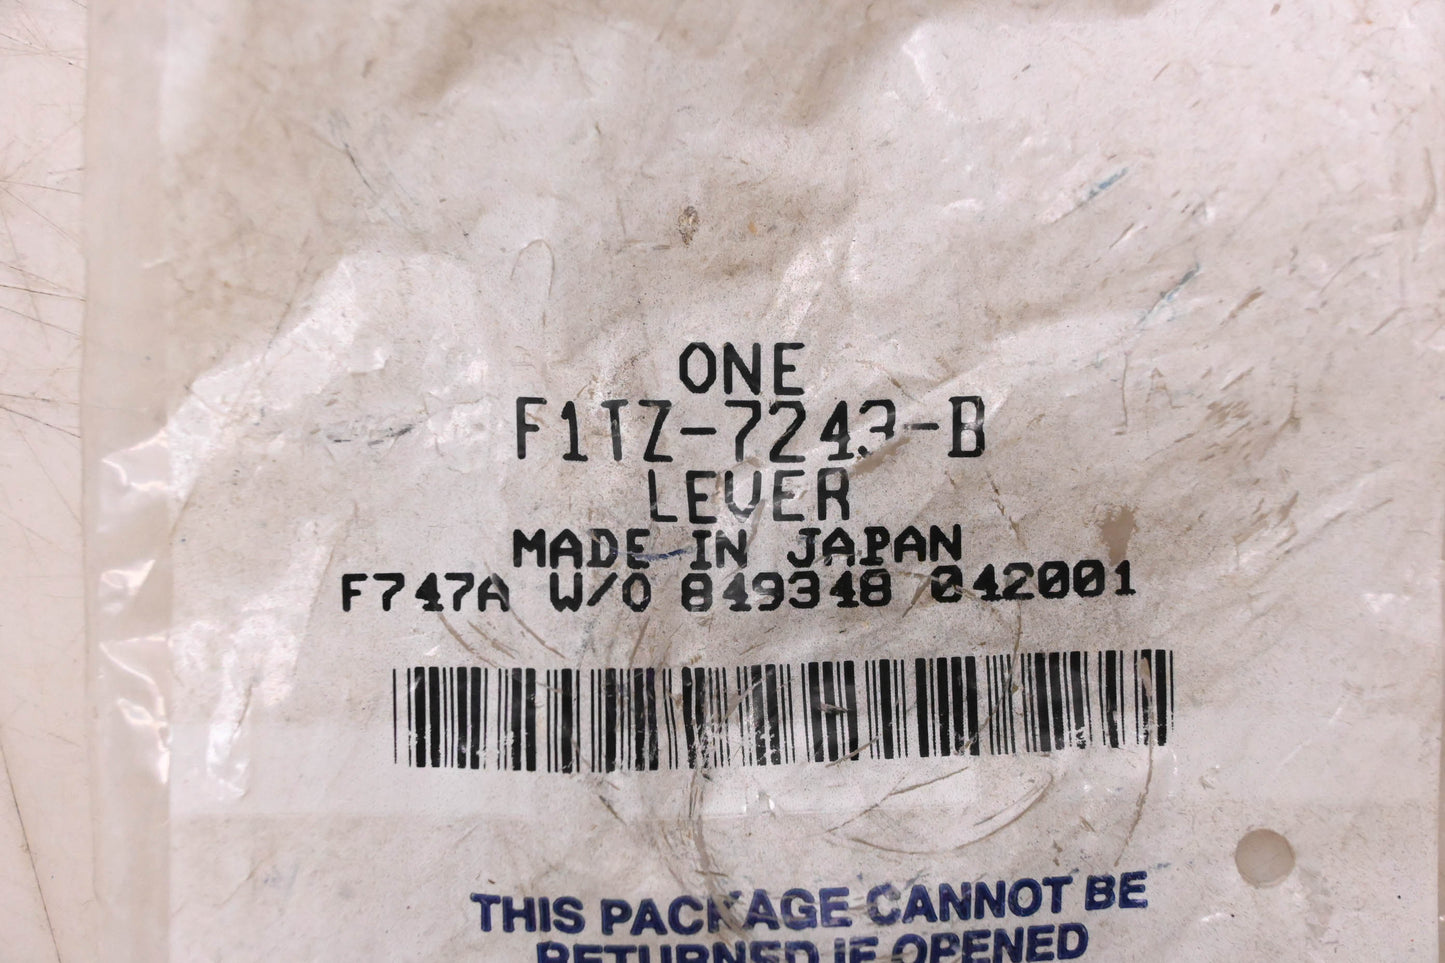 ONE
F1TZ-7243-B
LEVER
MADE IN JAPAN
F747A W/O 849348 042001
THIS PACKAGE CANNOT BE
RETURNED IF OPENED